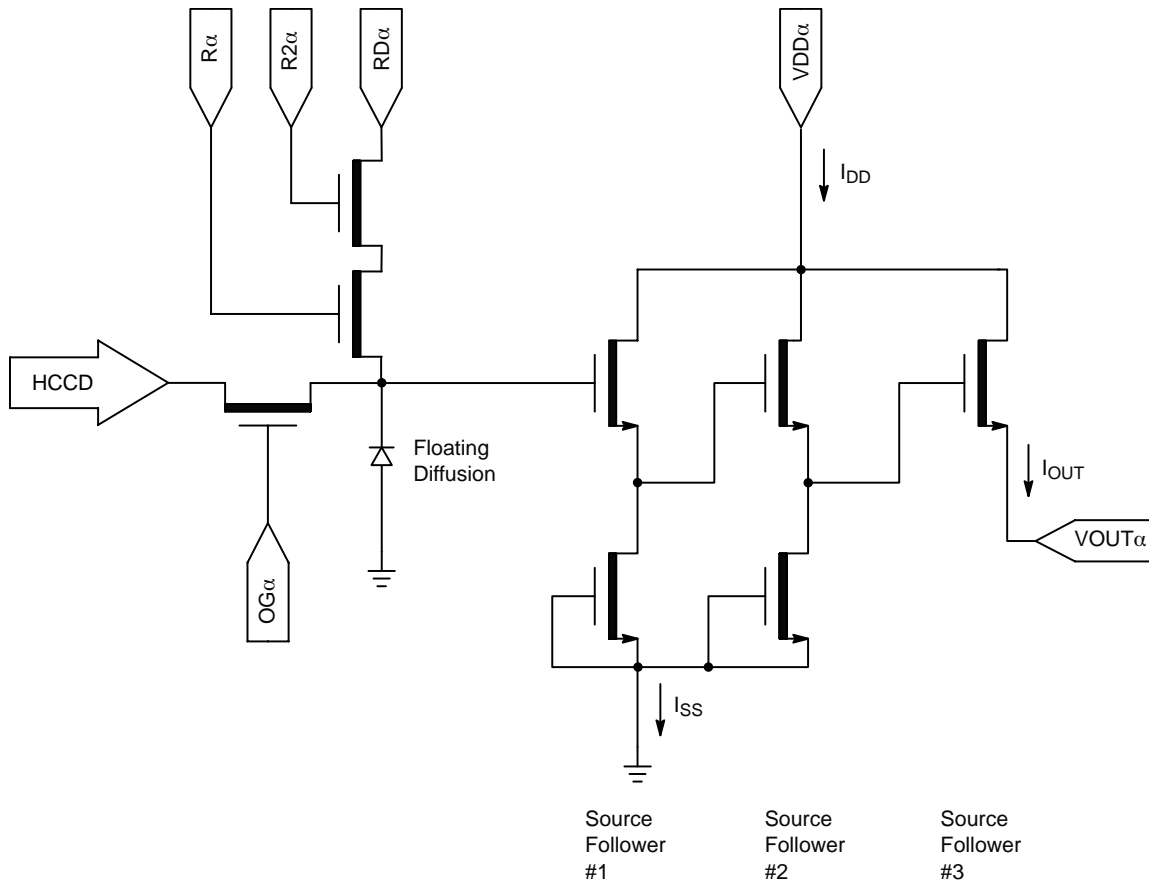 Rα
R2α
RDα
VDDα
IDD
HCCD
Floating
Diffusion
IOUT
VOUTα
OGα
ISS
Source
Follower
#1
Source
Follower
#2
Source
Follower
#3